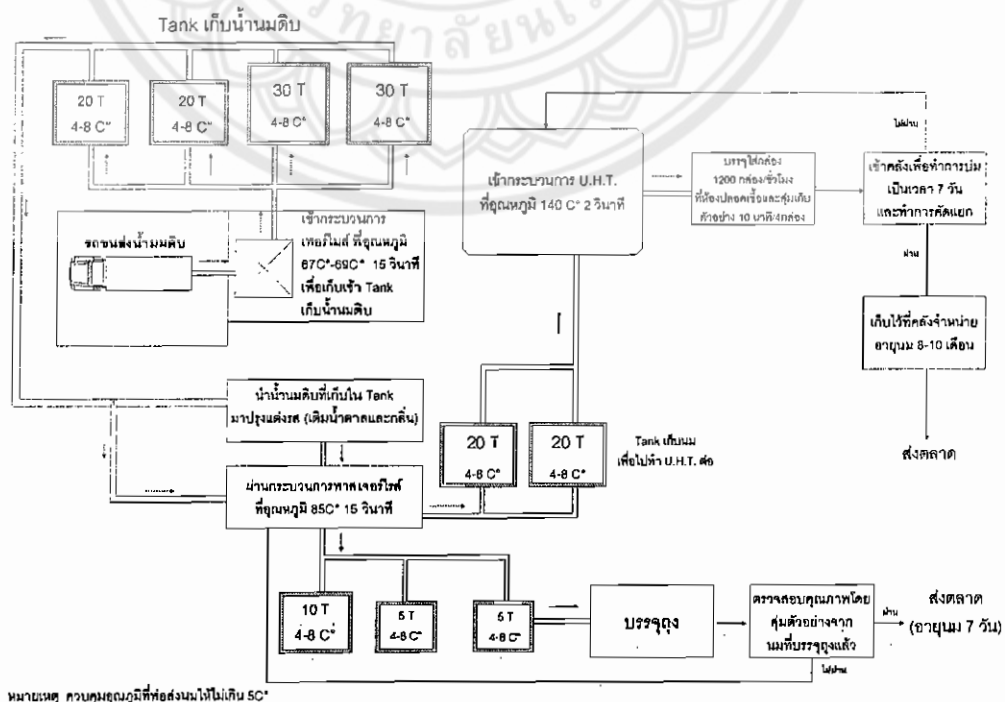 Tank เก็บน้ำนมดิบ
20 T
4-8 C°
20 T
4-8 C°
30 T
4-8 C°
30 T
4-8 C°
รถขนส่งน้ำนมดิบ
เข้ากระบวนการ
เทอร์ไมส์ ที่อุณหภูมิ
67C°-69C° 15 วินาที
เพื่อเก็บเข้า Tank
เก็บน้ำนมดิบ
เข้ากระบวนการ U.H.T.
ที่อุณหภูมิ 140 C° 2 วินาที
บรรจุใส่กล่อง
1200 กล่อง/ชั่วโมง
ที่ห้องปลอดเชื้อและสุ่มเก็บ
ตัวอย่าง 10 นาที/4กล่อง
ไม่ผ่าน
เข้าคลังเพื่อทำการบ่ม
เป็นเวลา 7 วัน
และทำการคัดแยก
ผ่าน
เก็บไว้ที่คลังจำหน่าย
อายุนม 8-10 เดือน
ส่งตลาด
นำน้ำนมดิบที่เก็บใน Tank
มาปรุงแต่งรส (เติมน้ำตาลและกลิ่น)
20 T
4-8 C°
20 T
4-8 C°
Tank เก็บนม
เพื่อไปทำ U.H.T. ต่อ
ผ่านกระบวนการพาสเจอร์ไรส์
ที่อุณหภูมิ 85C° 15 วินาที
10 T
4-8 C°
5 T
4-8 C°
5 T
4-8 C°
บรรจุถุง
ตรวจสอบคุณภาพโดย
สุ่มตัวอย่างจาก
นมที่บรรจุถุงแล้ว
ผ่าน
ส่งตลาด
(อายุนม 7 วัน)
ไม่ผ่าน
หมายเหตุ ควบคุมอุณภูมิที่ท่อส่งนมให้ไม่เกิน 5C°